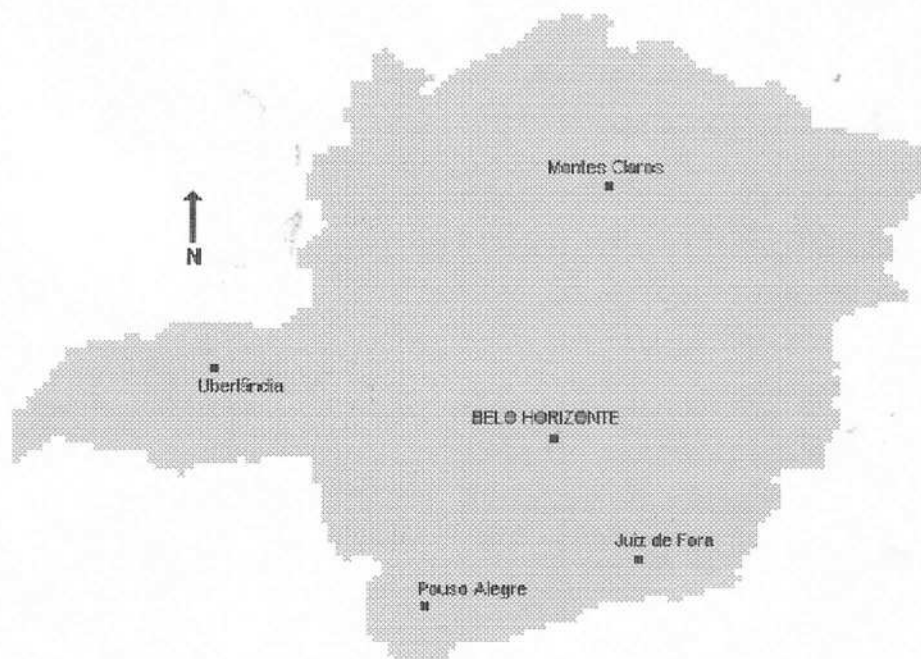 Montes Claros
N
Uberlândia
BELO HORIZONTE
Juiz de Fora
Pouso Alegre